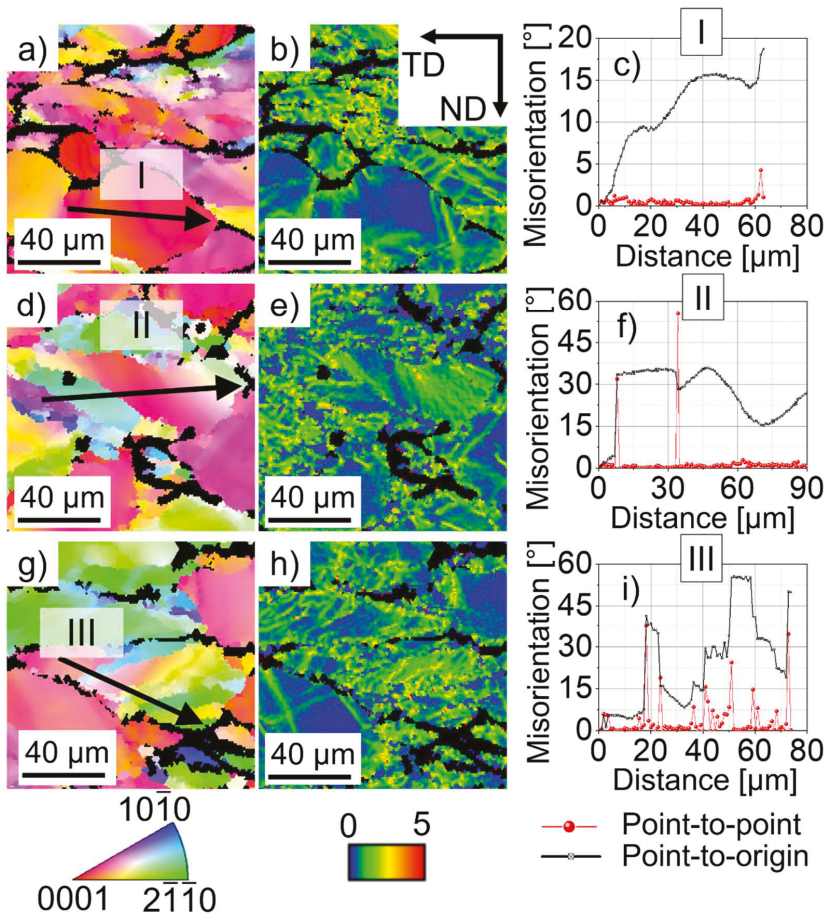 a)
I
40 μm
b)
TD
ND
40 μm
I
c)
Misorientation [°]
20
15
10
5
0
0 20 40 60 80
Distance [μm]
d)
II
40 μm
e)
40 μm
II
f)
Misorientation [°]
60
45
30
15
0
0 30 60 90
Distance [μm]
g)
III
40 μm
h)
40 μm
III
i)
Misorientation [°]
60
45
30
15
0
0 20 40 60 80
Distance [μm]
101̄0
0001
21̄1̄0
0 5
Point-to-point
Point-to-origin